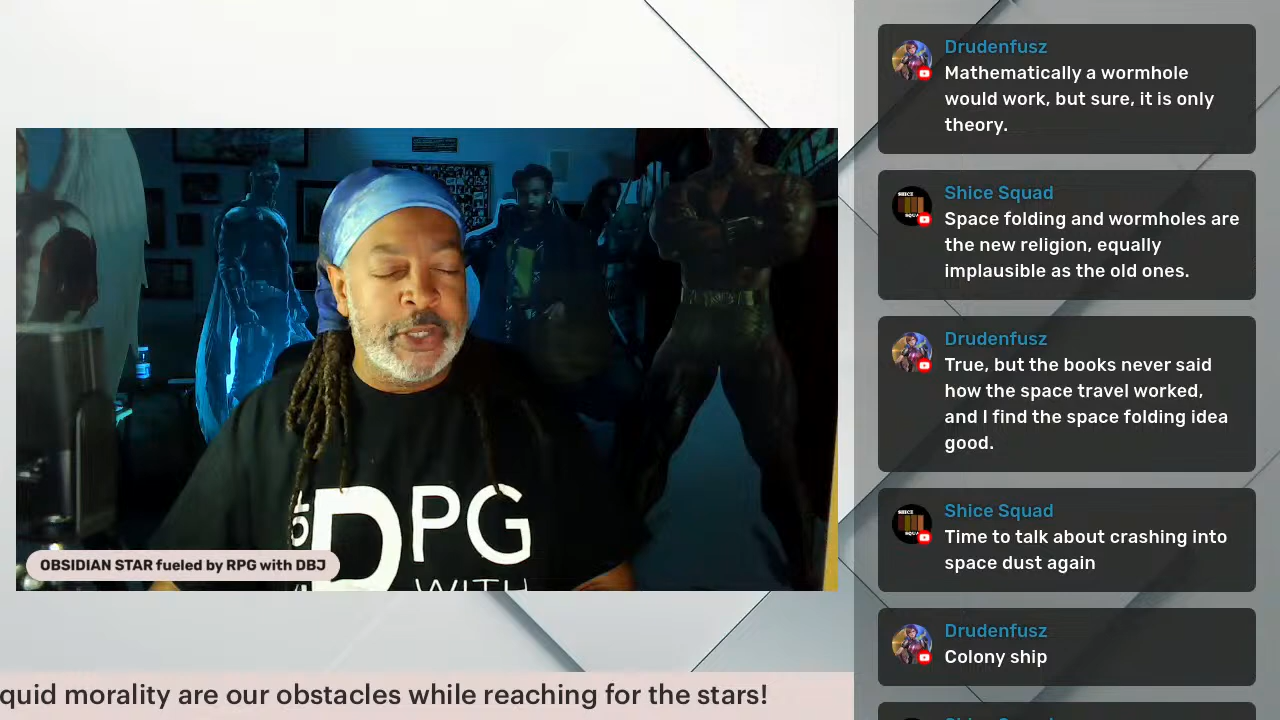 Drudenfusz
Mathematically a wormhole
would work, but sure, it is only
theory.
Shice Squad
Space folding and wormholes are
the new religion, equally
implausible as the old ones.
Drudenfusz
True, but the books never said
how the space travel worked,
and I find the space folding idea
good.
Shice Squad
Time to talk about crashing into
space dust again
Drudenfusz
Colony ship
PG
WITH
OBSIDIAN STAR fueled by RPG with DBJ
quid morality are our obstacles while reaching for the stars!